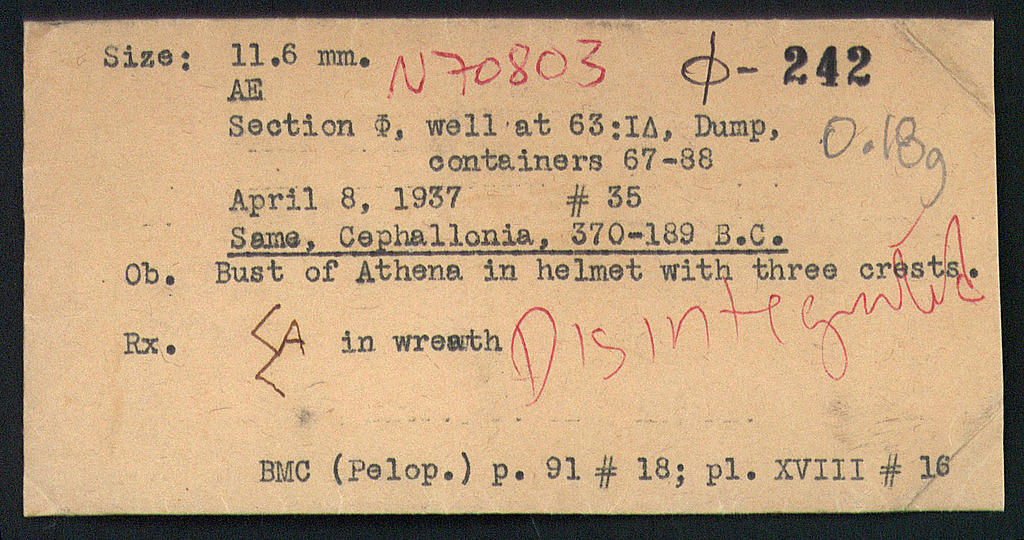 Size: 11.6 mm. N70803 Φ- 242
AE
Section Φ, well at 63:ΙΔ, Dump,
containers 67-88
0.18g
April 8, 1937 # 35
Same, Cephallonia, 370-189 B.C.
Ob. Bust of Athena in helmet with three crests.
Rx. ΣΑ in wreath
Disintegrated
BMC (Pelop.) p. 91 # 18; pl. XVIII # 16